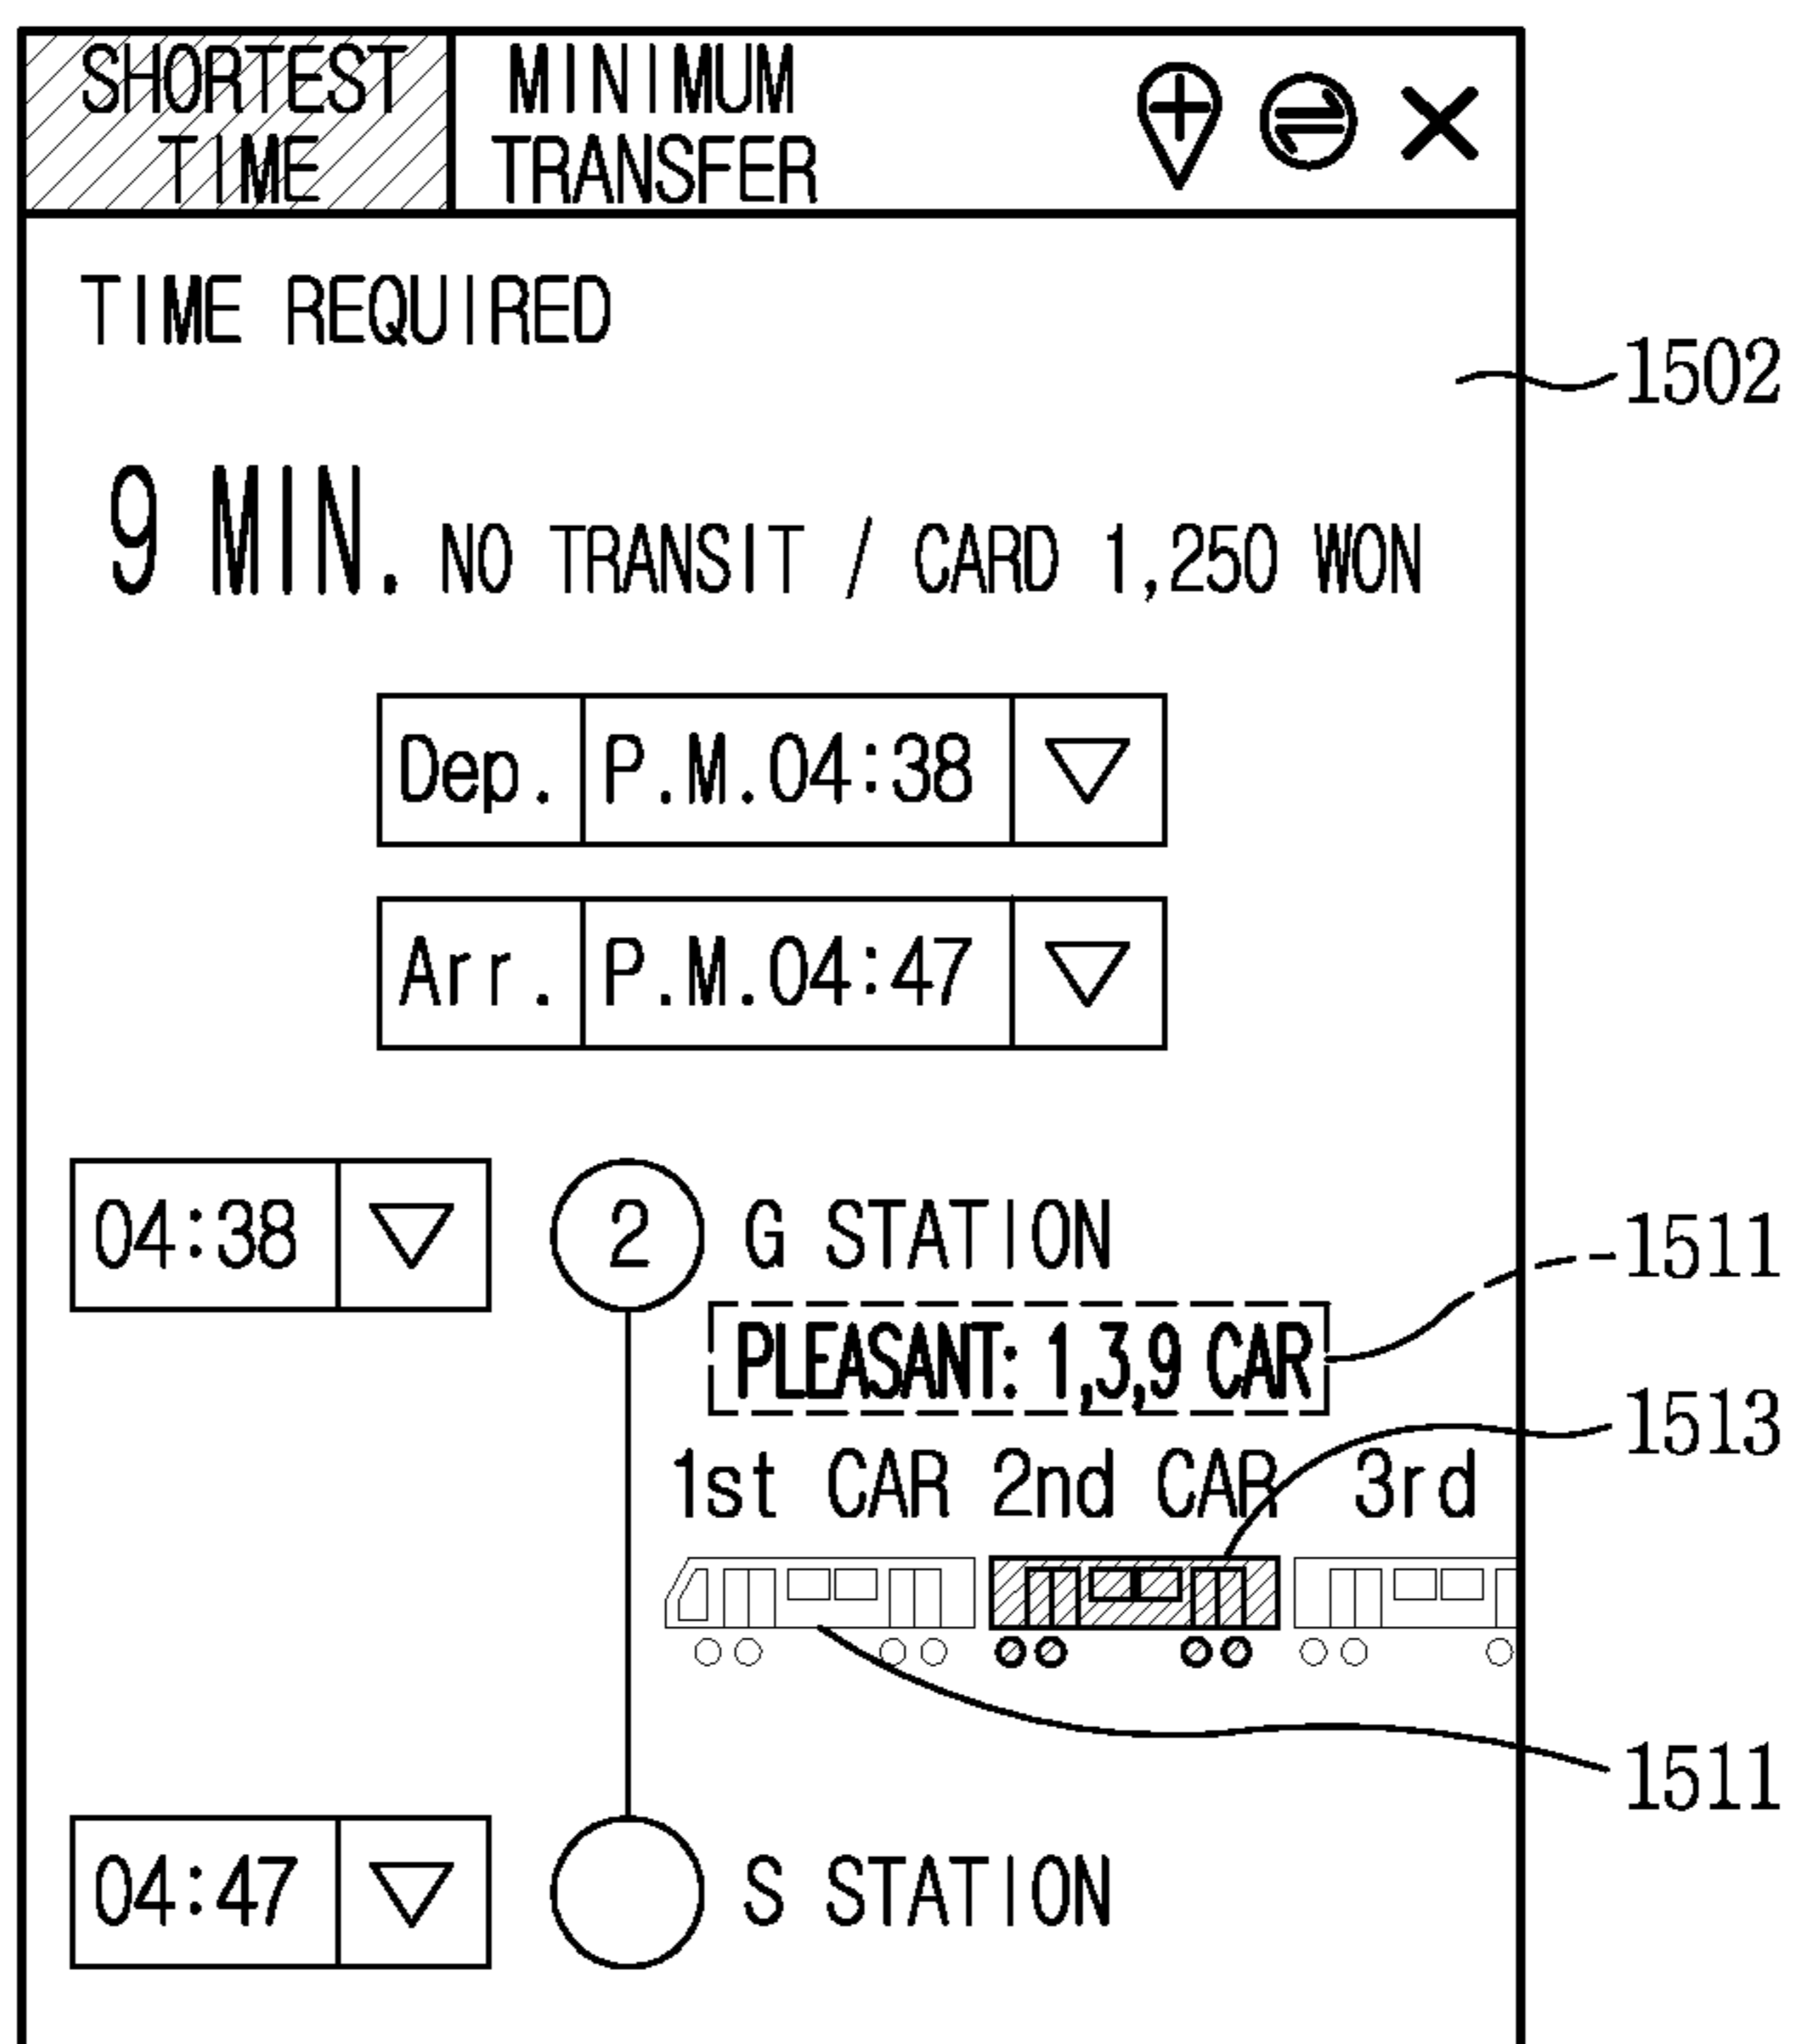 SHORTEST TIME
MINIMUM TRANSFER
TIME REQUIRED
1502
9 MIN. NO TRANSIT / CARD 1,250 WON
Dep. P.M.04:38
Arr. P.M.04:47
04:38 2 G STATION
1511
PLEASANT: 1,3,9 CAR
1513
1st CAR 2nd CAR 3rd
1511
04:47 S STATION